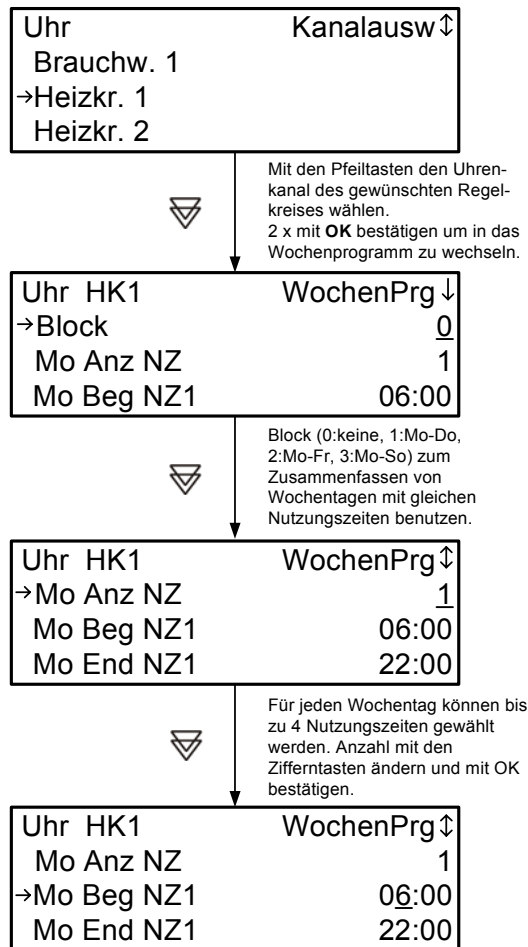 Uhr Kanalausw↕
Brauchw. 1
→Heizkr. 1
Heizkr. 2
Mit den Pfeiltasten den Uhren-
kanal des gewünschten Regel-
kreises wählen.
2 x mit OK bestätigen um in das
Wochenprogramm zu wechseln.
Uhr HK1 WochenPrg↓
→Block 0
Mo Anz NZ 1
Mo Beg NZ1 06:00
Block (0:keine, 1:Mo-Do,
2:Mo-Fr, 3:Mo-So) zum
Zusammenfassen von
Wochentagen mit gleichen
Nutzungszeiten benutzen.
Uhr HK1 WochenPrg↕
→Mo Anz NZ 1
Mo Beg NZ1 06:00
Mo End NZ1 22:00
Für jeden Wochentag können bis
zu 4 Nutzungszeiten gewählt
werden. Anzahl mit den
Zifferntasten ändern und mit OK
bestätigen.
Uhr HK1 WochenPrg↕
Mo Anz NZ 1
→Mo Beg NZ1 06:00
Mo End NZ1 22:00